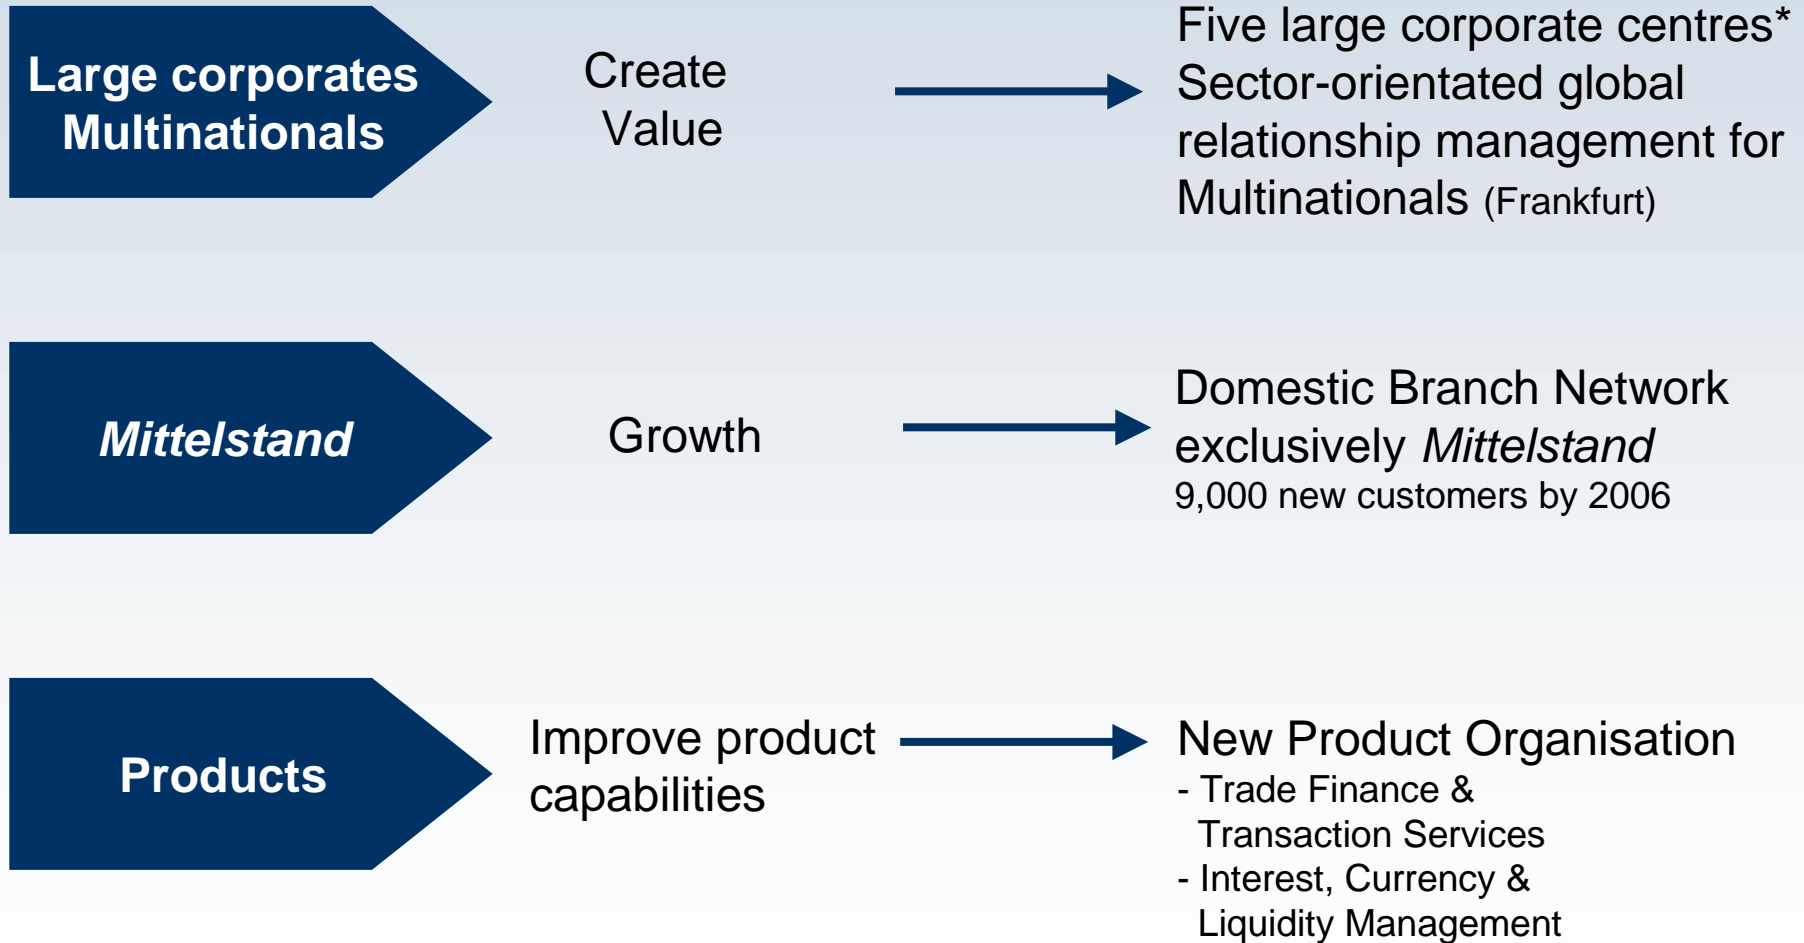 Large corporates
Multinationals
Create
Value
Five large corporate centres*
Sector-orientated global
relationship management for
Multinationals (Frankfurt)
Mittelstand
Growth
Domestic Branch Network
exclusively Mittelstand
9,000 new customers by 2006
Products
Improve product
capabilities
New Product Organisation
- Trade Finance &
Transaction Services
- Interest, Currency &
Liquidity Management